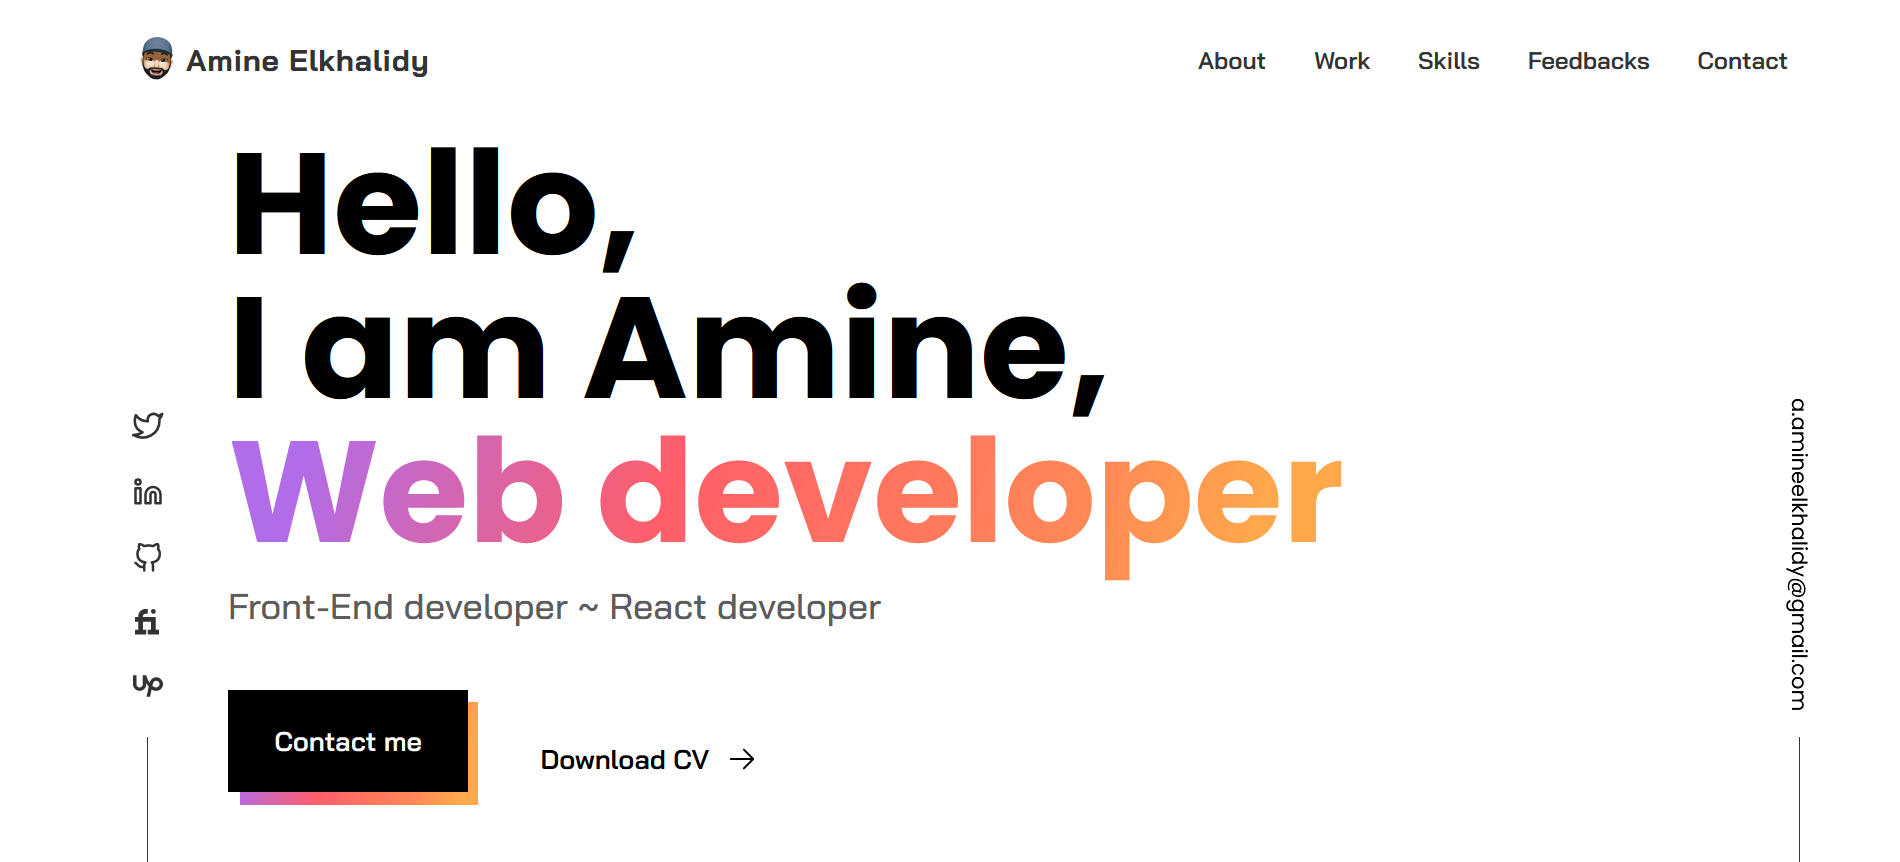 Amine Elkhalidy
About Work Skills Feedbacks Contact
Hello,
I am Amine,
Web developer
Front-End developer ~ React developer
Contact me
Download CV
a.amineelkhalidy@gmail.com